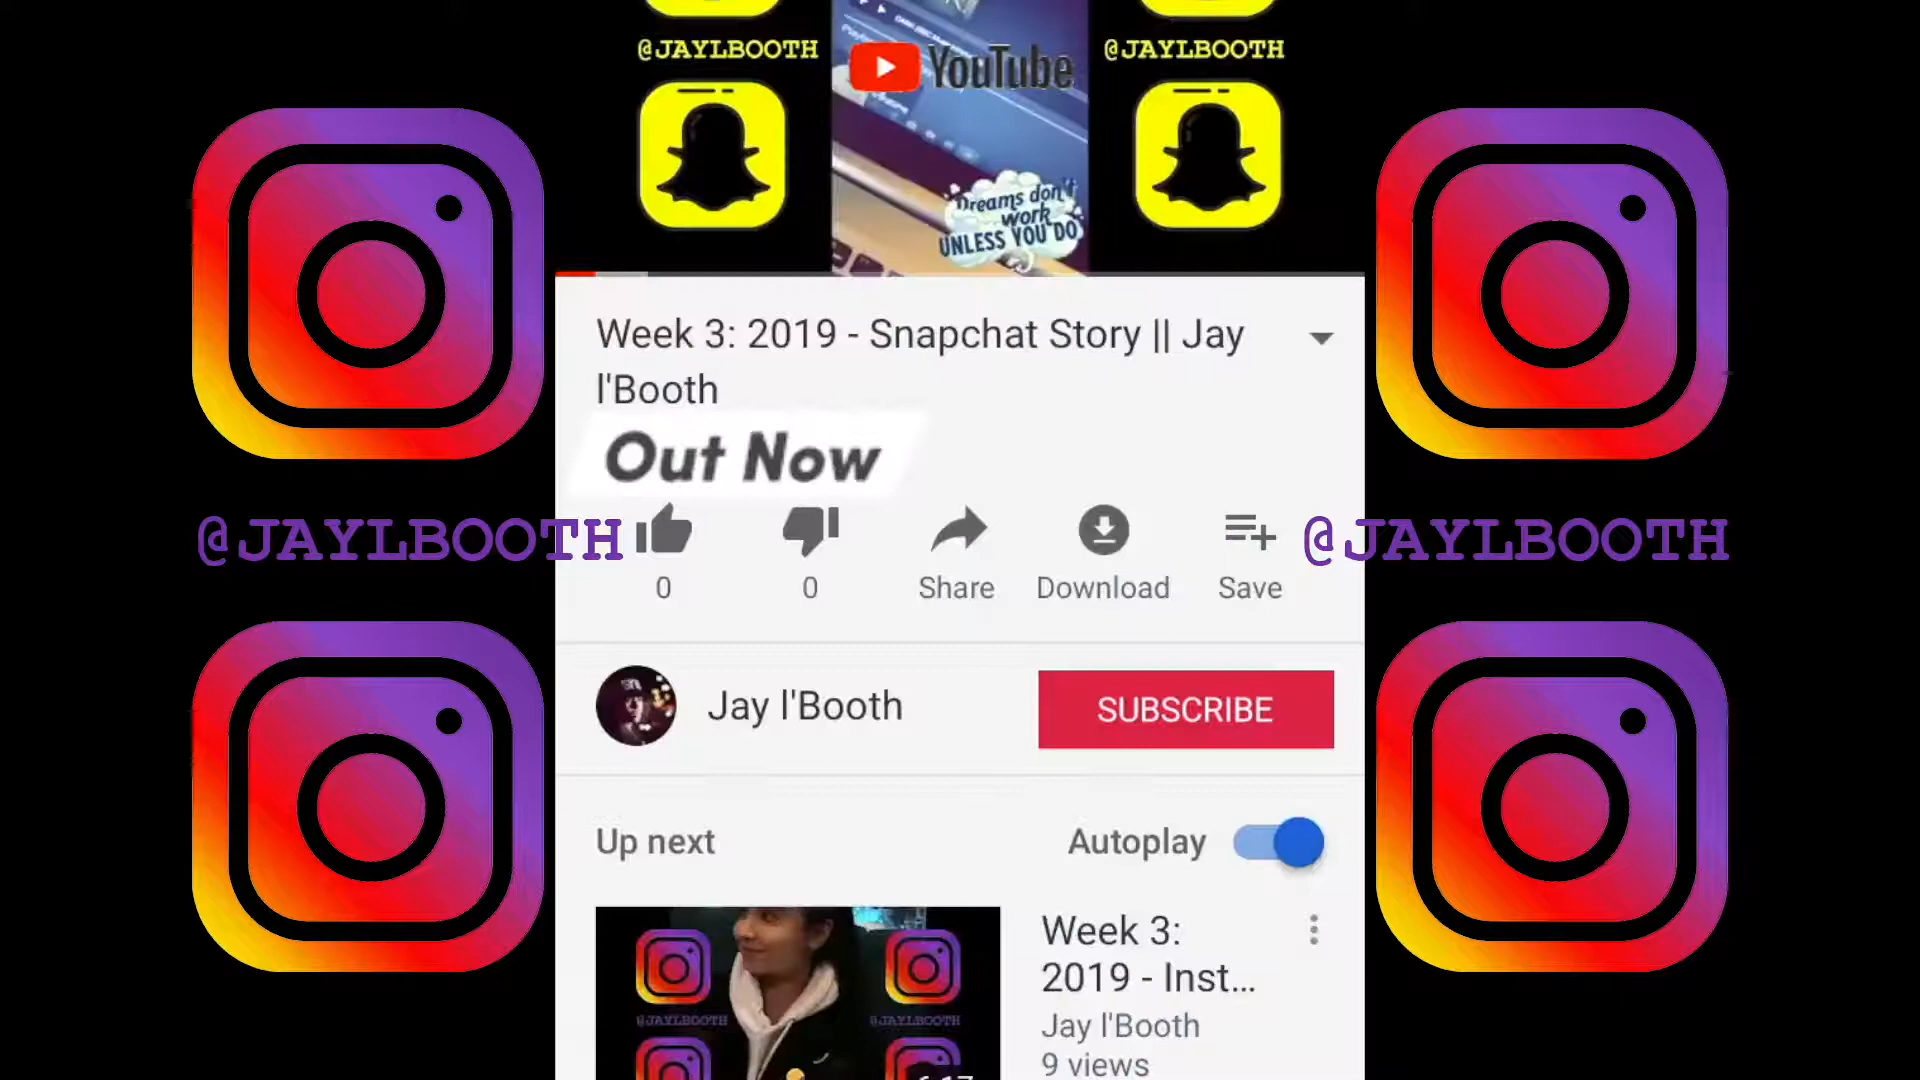 @JAYLBOOTH
YouTube
@JAYLBOOTH
Dreams don't
work
UNLESS YOU DO
Week 3: 2019 - Snapchat Story || Jay
l'Booth
Out Now
@JAYLBOOTH
@JAYLBOOTH
0
0
Share
Download
Save
Jay l'Booth
SUBSCRIBE
Up next
Autoplay
Week 3:
2019 - Inst...
Jay l'Booth
9 views
@JAYLBOOTH
@JAYLBOOTH